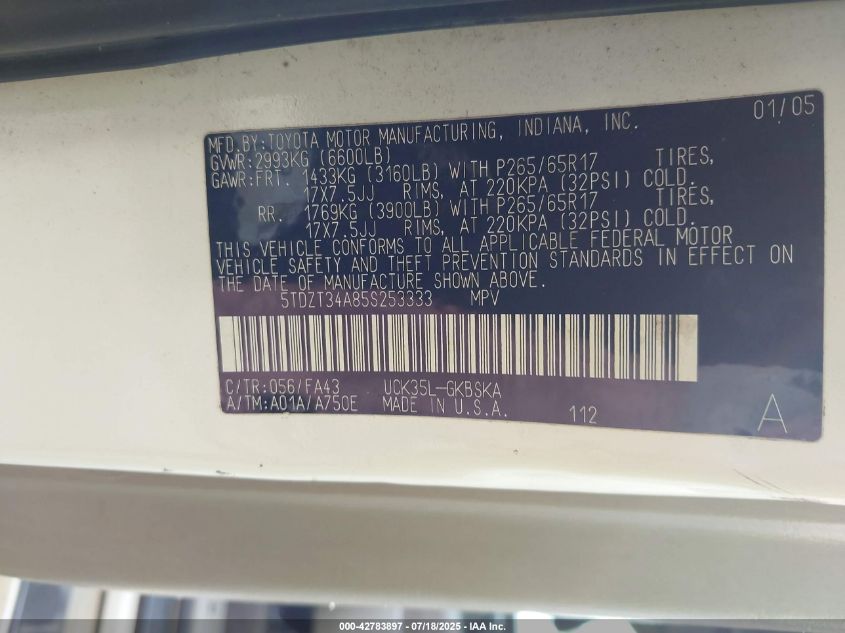 01/05
MFD.BY:TOYOTA MOTOR MANUFACTURING, INDIANA, INC.
GVWR:2993KG (6600LB)
GAWR:FRT. 1433KG (3160LB) WITH P265/65R17 TIRES,
17X7.5JJ RIMS, AT 220KPA (32PSI) COLD.
RR. 1769KG (3900LB) WITH P265/65R17 TIRES,
17X7.5JJ RIMS, AT 220KPA (32PSI) COLD.
THIS VEHICLE CONFORMS TO ALL APPLICABLE FEDERAL MOTOR
VEHICLE SAFETY AND THEFT PREVENTION STANDARDS IN EFFECT ON
THE DATE OF MANUFACTURE SHOWN ABOVE.
5TDZT34A85S253333 MPV
C/TR:056/FA43 UCK35L-GKBSKA
A/TM:A01A/A750E MADE IN U.S.A. 112 A
000-42783897 - 07/18/2025 - IAA Inc.